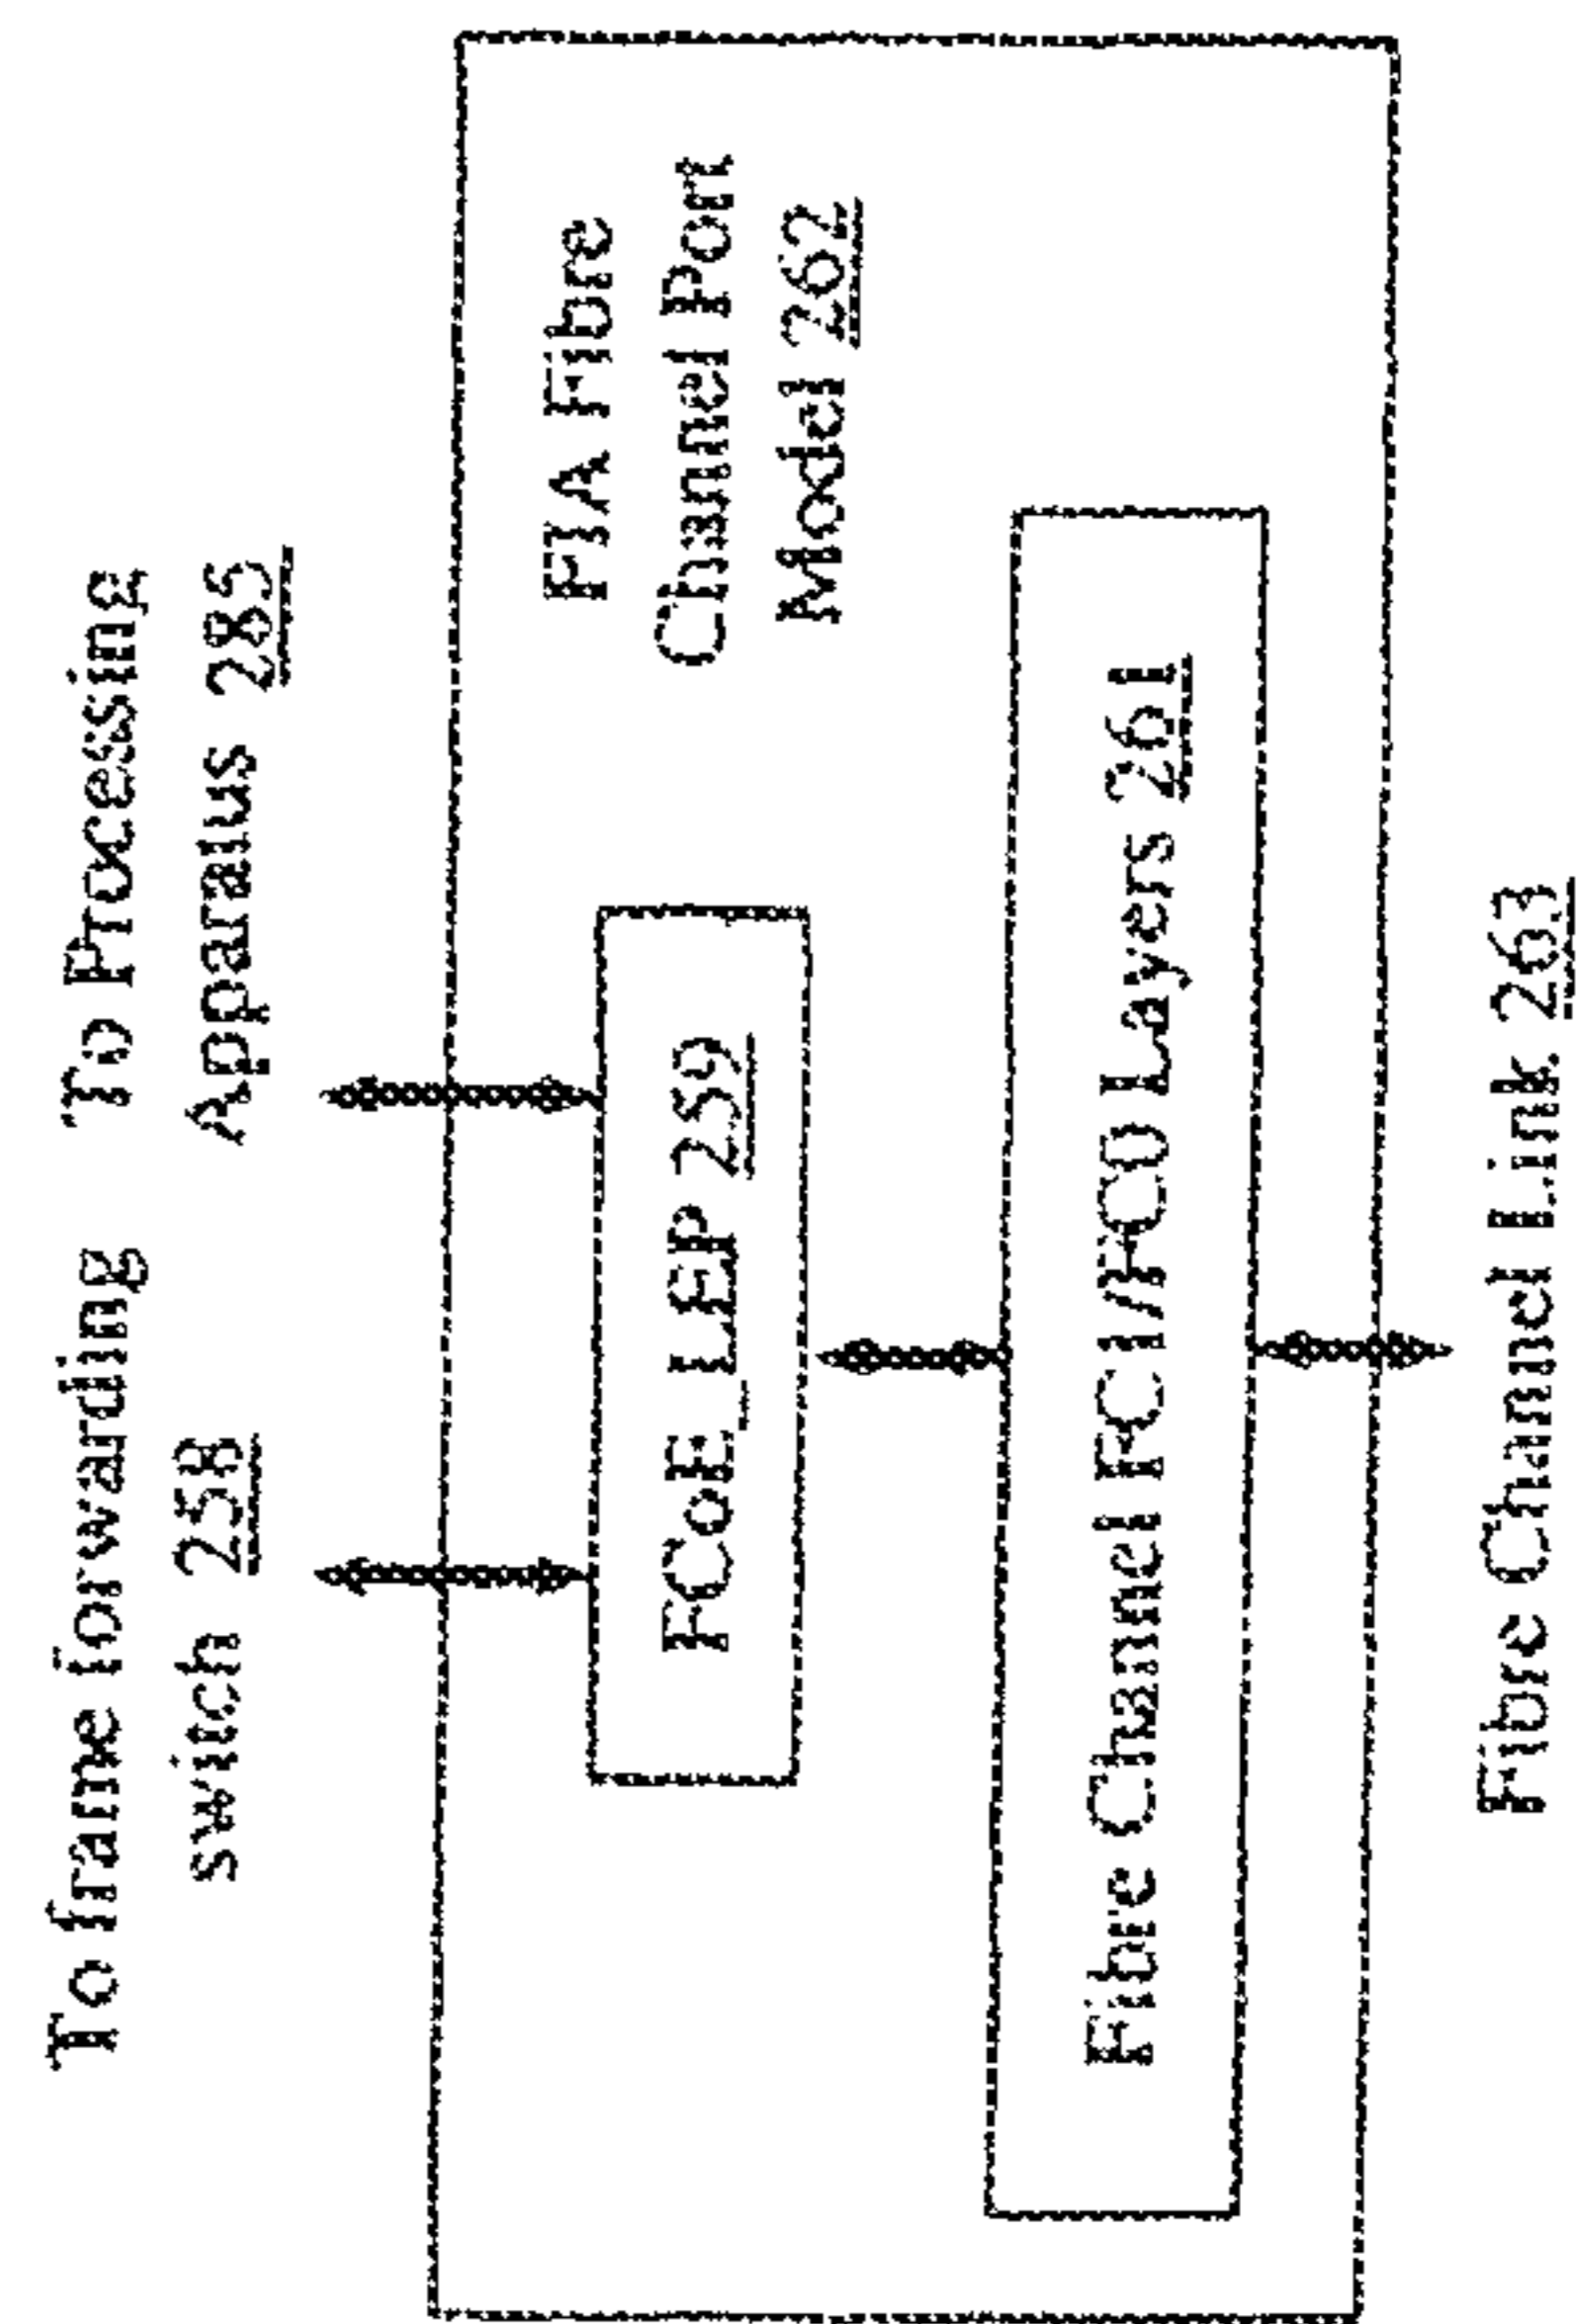 To frame forwarding
switch 258
To Processing
Apparatus 285
FIA Fibre
Channel Port
Model 262
FCoE_LEP 259
Fibre Channel FC1/FC0 Layers 261
Fibre Channel Link 263